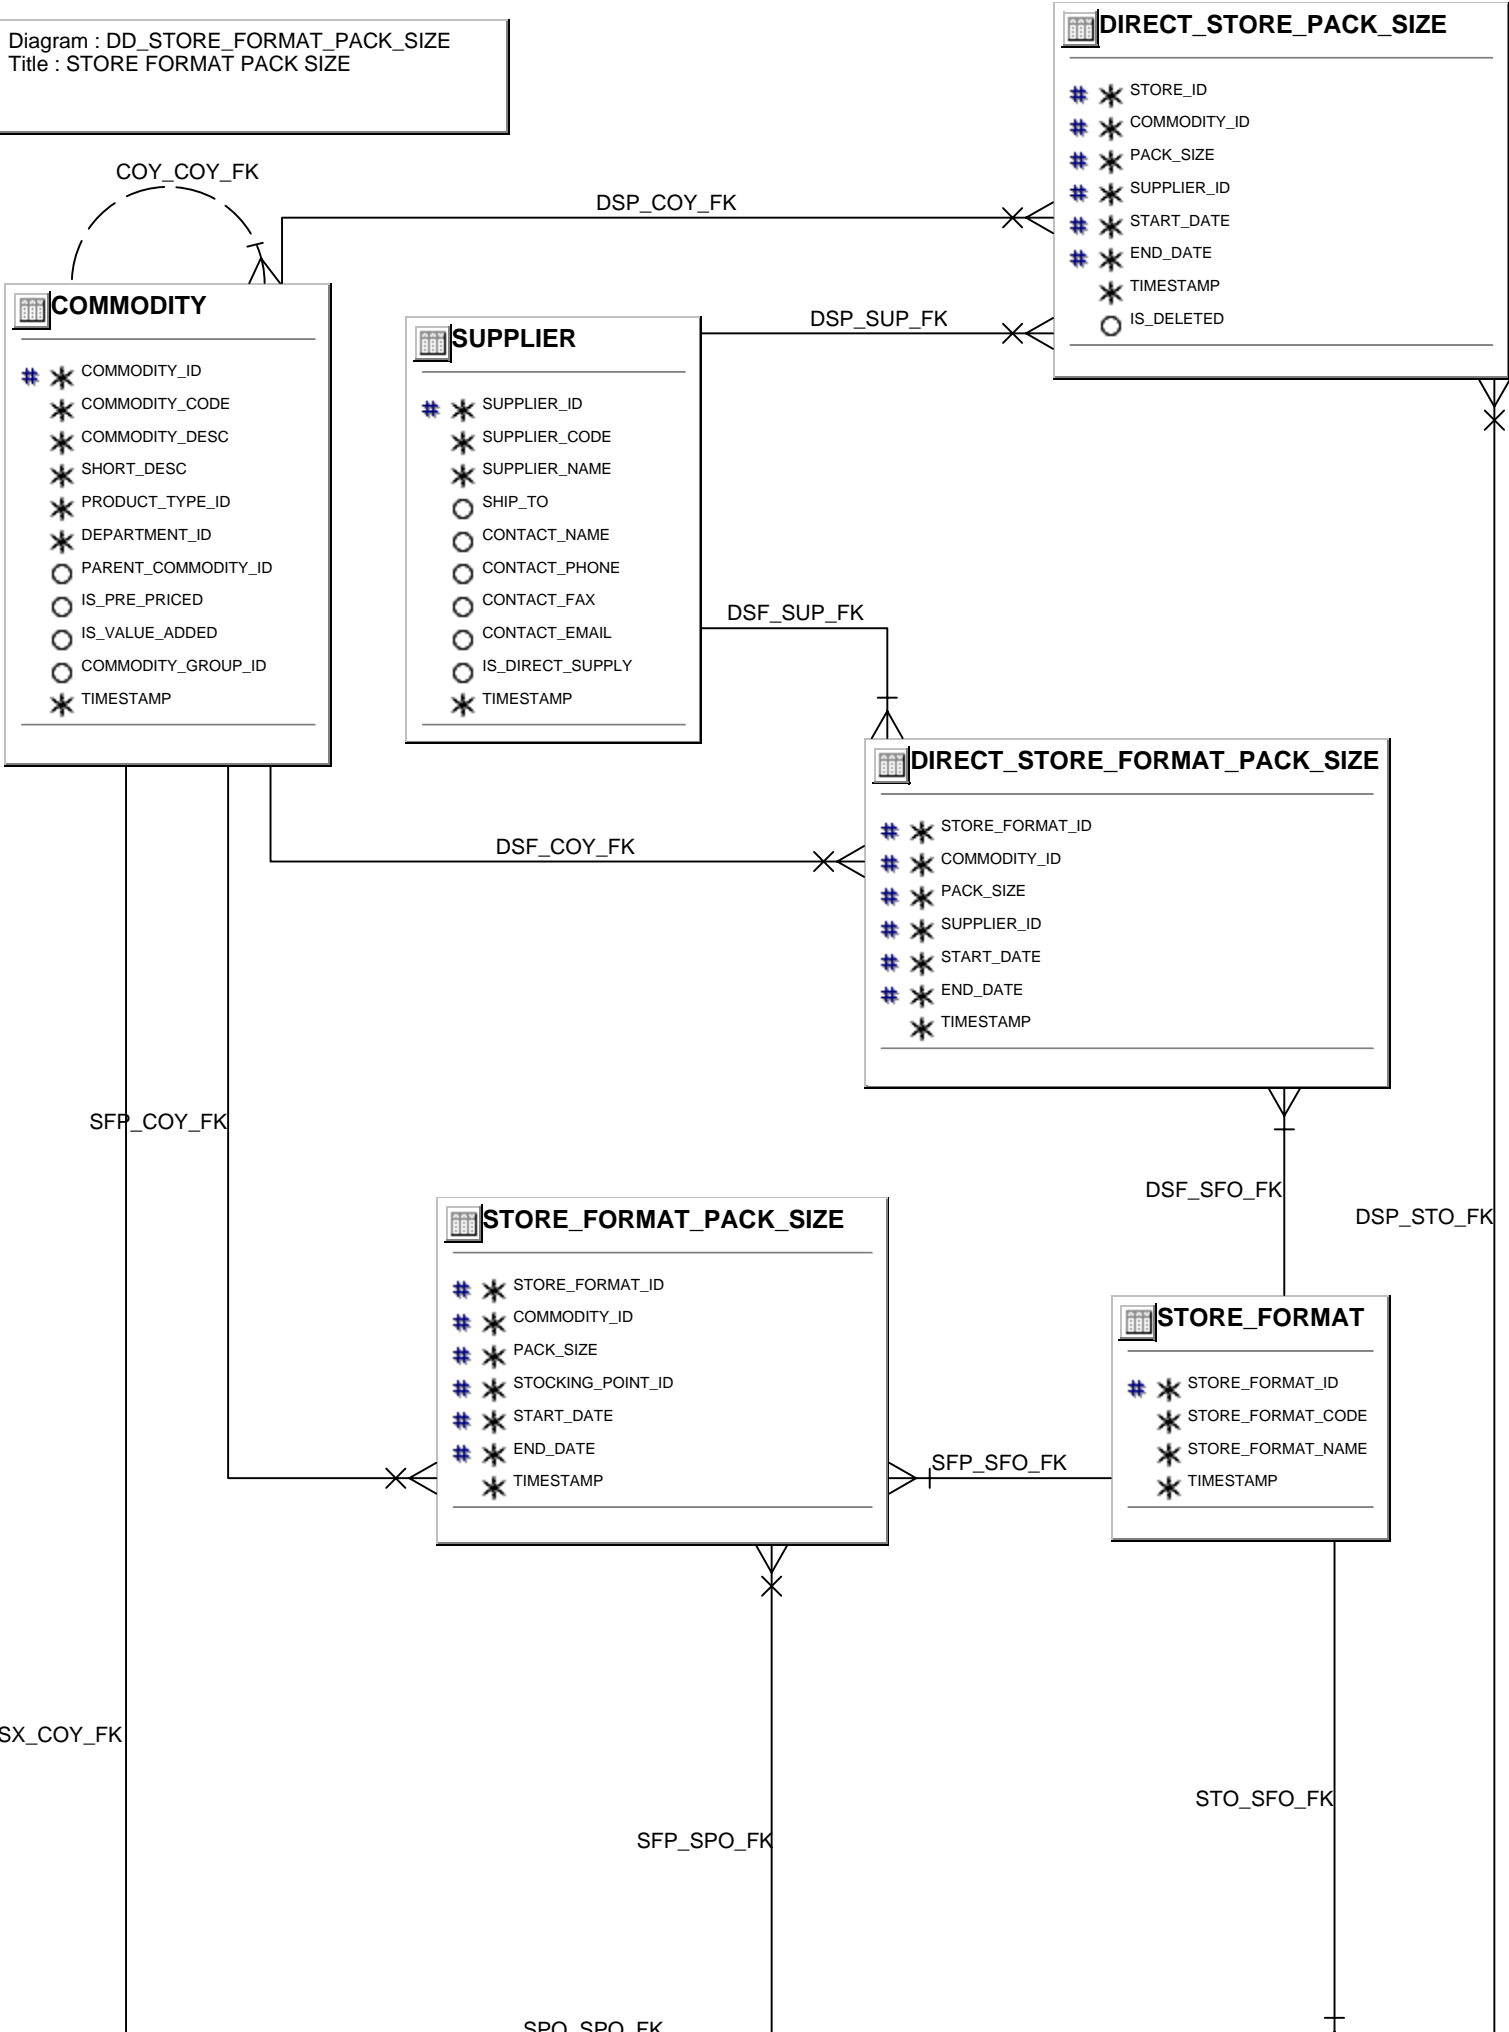 Diagram : DD_STORE_FORMAT_PACK_SIZE
Title : STORE FORMAT PACK SIZE
DIRECT_STORE_PACK_SIZE
# * STORE_ID
# * COMMODITY_ID
# * PACK_SIZE
# * SUPPLIER_ID
# * START_DATE
# * END_DATE
* TIMESTAMP
IS_DELETED
COY_COY_FK
DSP_COY_FK
DSP_SUP_FK
COMMODITY
# * COMMODITY_ID
* COMMODITY_CODE
* COMMODITY_DESC
* SHORT_DESC
* PRODUCT_TYPE_ID
* DEPARTMENT_ID
PARENT_COMMODITY_ID
IS_PRE_PRICED
IS_VALUE_ADDED
COMMODITY_GROUP_ID
* TIMESTAMP
SUPPLIER
# * SUPPLIER_ID
* SUPPLIER_CODE
* SUPPLIER_NAME
SHIP_TO
CONTACT_NAME
CONTACT_PHONE
CONTACT_FAX
CONTACT_EMAIL
IS_DIRECT_SUPPLY
* TIMESTAMP
DSF_SUP_FK
DIRECT_STORE_FORMAT_PACK_SIZE
# * STORE_FORMAT_ID
# * COMMODITY_ID
# * PACK_SIZE
# * SUPPLIER_ID
# * START_DATE
# * END_DATE
* TIMESTAMP
DSF_COY_FK
SFP_COY_FK
DSF_SFO_FK
DSP_STO_FK
STORE_FORMAT_PACK_SIZE
# * STORE_FORMAT_ID
# * COMMODITY_ID
# * PACK_SIZE
# * STOCKING_POINT_ID
# * START_DATE
# * END_DATE
* TIMESTAMP
SFP_SFO_FK
STORE_FORMAT
# * STORE_FORMAT_ID
* STORE_FORMAT_CODE
* STORE_FORMAT_NAME
* TIMESTAMP
SX_COY_FK
STO_SFO_FK
SFP_SPO_FK
SPO_SPO_FK